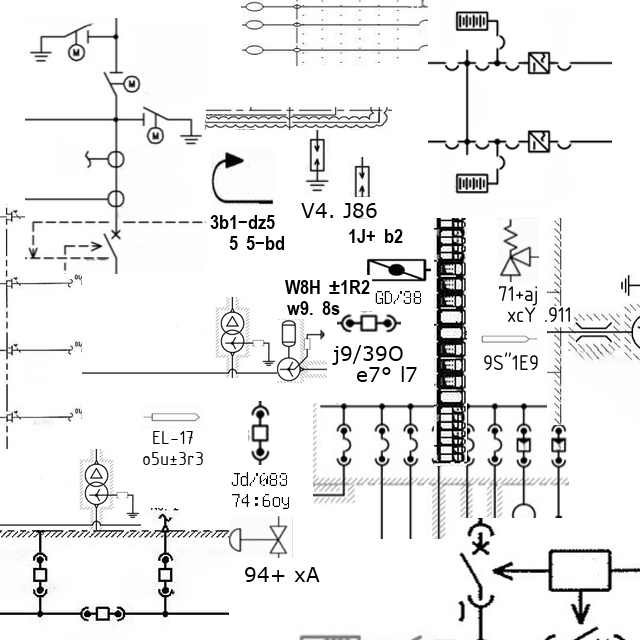 M
M
M
V4. J86
3b1-dz5
5 5-bd
1J+ b2
W8H ±1R2
w9. 8s
GD/38
71+aj
xcY .911
j9/39O
e7° l7
9S"1E9
EL-17
o5u±3r3
Jd/083
74:6oy
94+ xA